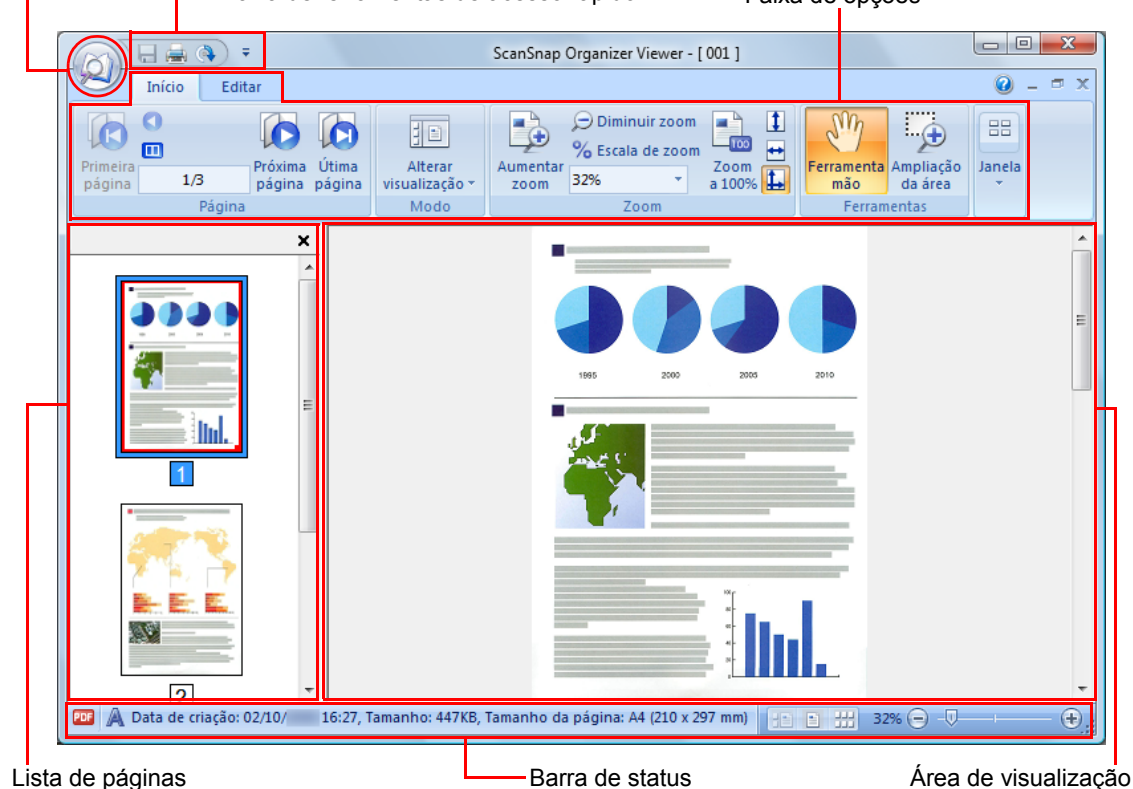 Faixa de opções
ScanSnap Organizer Viewer - [ 001 ]
Início Editar
Primeira página
1/3
Próxima página
Útima página
Página
Alterar visualização
Modo
Aumentar zoom
Diminuir zoom
Escala de zoom
32%
Zoom a 100%
100
Zoom
Ferramenta mão
Ampliação da área
Ferramentas
Janela
1
2
1995 2000 2005 2010
PDF A Data de criação: 02/10/ 16:27, Tamanho: 447KB, Tamanho da página: A4 (210 x 297 mm) 32%
Lista de páginas
Barra de status
Área de visualização